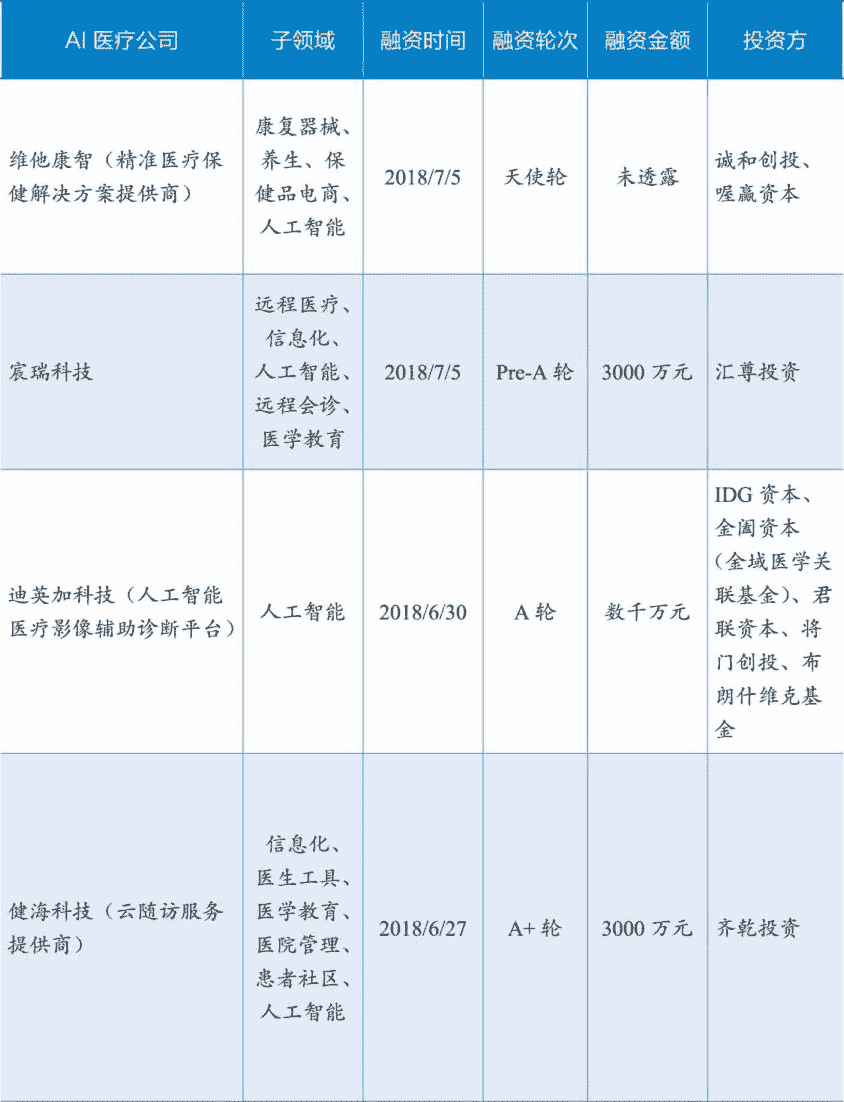 AI 医疗公司
子领域
融资时间
融资轮次
融资金额
投资方
维他康智（精准医疗保
健解决方案提供商）
康复器械、
养生、保
健品电商、
人工智能
2018/7/5
天使轮
未透露
诚和创投、
喔赢资本
宸瑞科技
远程医疗、
信息化、
人工智能、
远程会诊、
医学教育
2018/7/5
Pre-A 轮
3000 万元
汇尊投资
迪英加科技（人工智能
医疗影像辅助诊断平台）
人工智能
2018/6/30
A 轮
数千万元
IDG 资本、
金阖资本
（金域医学关
联基金）、君
联资本、将
门创投、布
朗什维克基
金
健海科技（云随访服务
提供商）
信息化、
医生工具、
医学教育、
医院管理、
患者社区、
人工智能
2018/6/27
A+ 轮
3000 万元
齐乾投资